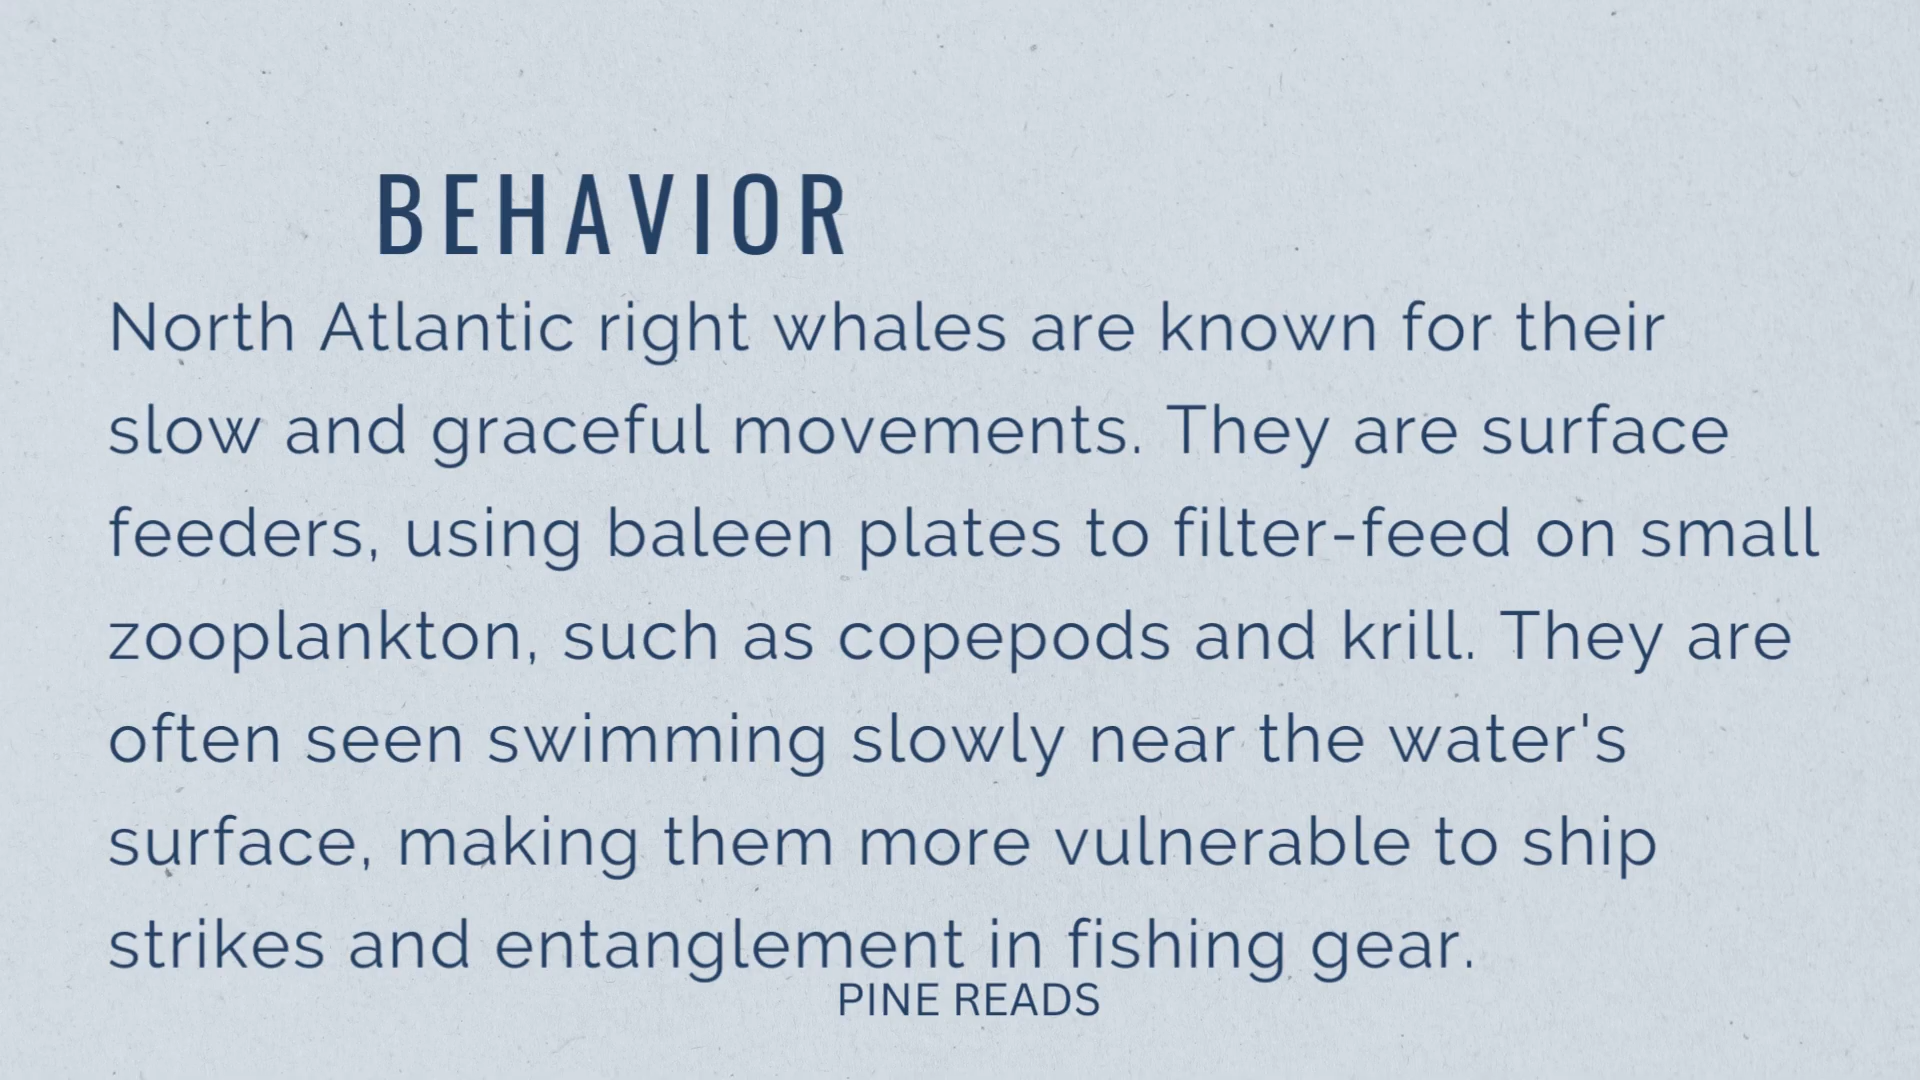 BEHAVIOR
North Atlantic right whales are known for their
slow and graceful movements. They are surface
feeders, using baleen plates to filter-feed on small
zooplankton, such as copepods and krill. They are
often seen swimming slowly near the water's
surface, making them more vulnerable to ship
strikes and entanglement in fishing gear.
PINE READS